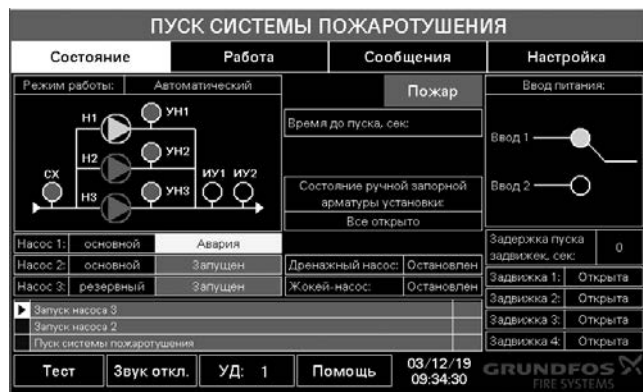 ПУСК СИСТЕМЫ ПОЖАРОТУШЕНИЯ
Состояние Работа Сообщения Настройка
Режим работы: Автоматический
Пожар
Ввод питания:
Н1 УН1
Время до пуска, сек:
Ввод 1
Н2 УН2
СХ
ИУ1 ИУ2
Н3 УН3
Состояние ручной запорной
арматуры установки:
Все открыто
Ввод 2
Насос 1: основной Авария
Задержка пуска
задвижек, сек: 0
Насос 2: основной Запущен Дренажный насос: Остановлен
Задвижка 1: Открыта
Насос 3: резервный Запущен Жокей-насос: Остановлен
Задвижка 2: Открыта
Запуск насоса 3
Задвижка 3: Открыта
Запуск насоса 2
Пуск системы пожаротушения
Задвижка 4: Открыта
Тест Звук откл. УД: 1 Помощь 03/12/19
09:34:30
GRUNDFOS
FIRE SYSTEMS